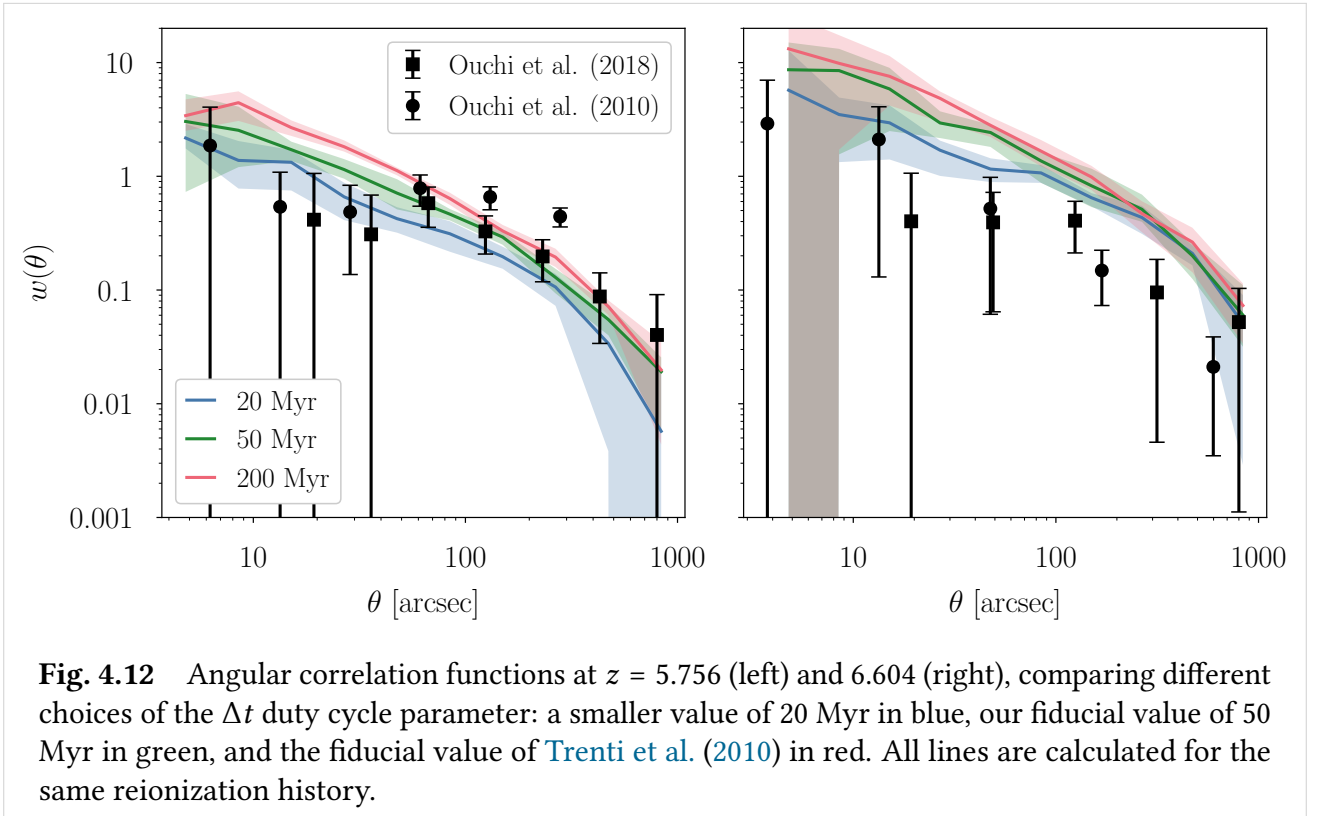 10
1
0.1
0.01
0.001
w(θ)
Ouchi et al. (2018)
Ouchi et al. (2010)
20 Myr
50 Myr
200 Myr
10 100 1000 10 100 1000
θ [arcsec] θ [arcsec]
Fig. 4.12 Angular correlation functions at z = 5.756 (left) and 6.604 (right), comparing different
choices of the Δt duty cycle parameter: a smaller value of 20 Myr in blue, our fiducial value of 50
Myr in green, and the fiducial value of Trenti et al. (2010) in red. All lines are calculated for the
same reionization history.